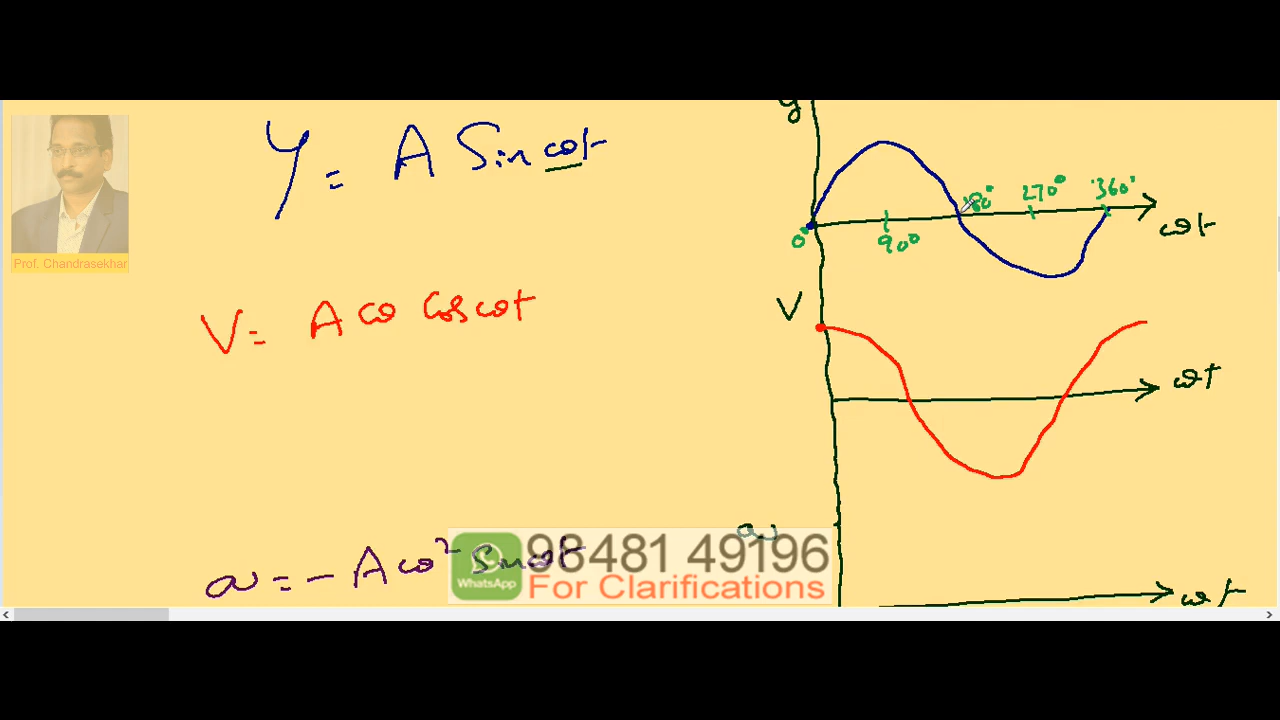 y
Y = A Sin ωt
180°
270°
360°
ωt
0°
90°
Prof. Chandrasekhar
V = Aω Cos ωt
V
ωt
a
a = - Aω² Sin ωt
WhatsApp
98481 49196
For Clarifications
ωt